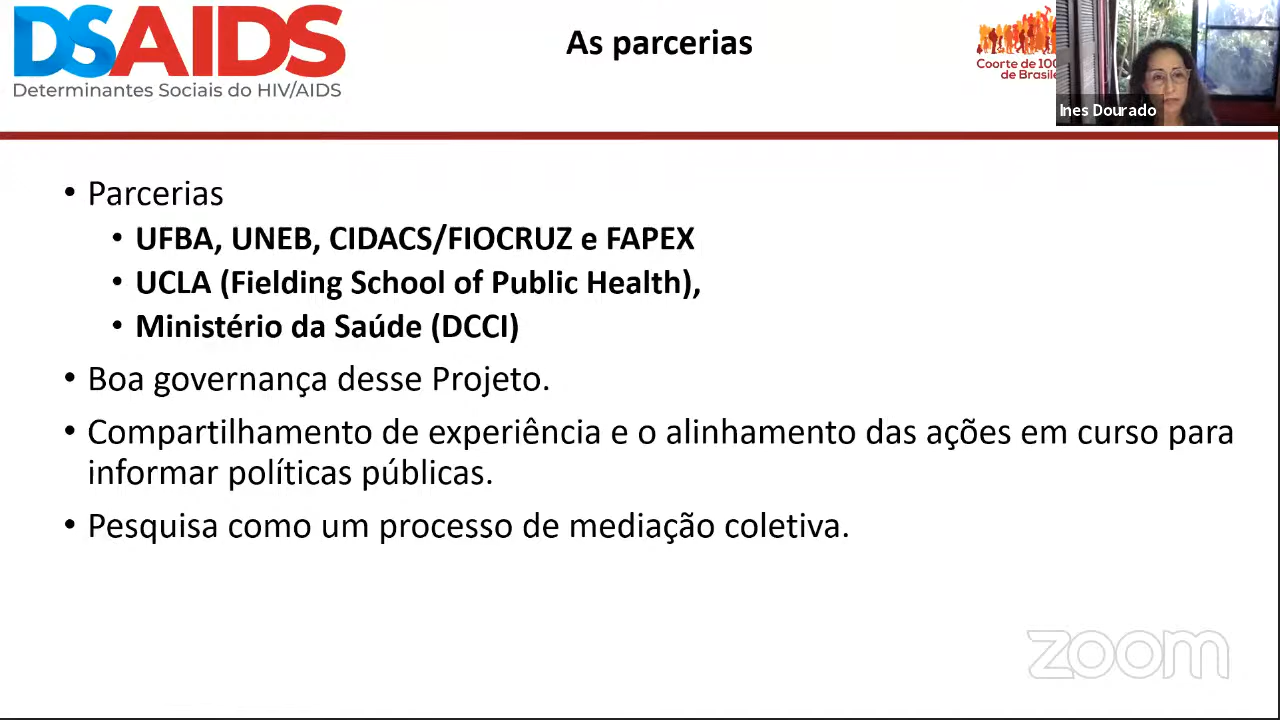 DSAIDS
Determinantes Sociais do HIV/AIDS
As parcerias
Coorte de 100
de Brasile
Ines Dourado
• Parcerias
• UFBA, UNEB, CIDACS/FIOCRUZ e FAPEX
• UCLA (Fielding School of Public Health),
• Ministério da Saúde (DCCI)
• Boa governança desse Projeto.
• Compartilhamento de experiência e o alinhamento das ações em curso para
informar políticas públicas.
• Pesquisa como um processo de mediação coletiva.
zoom